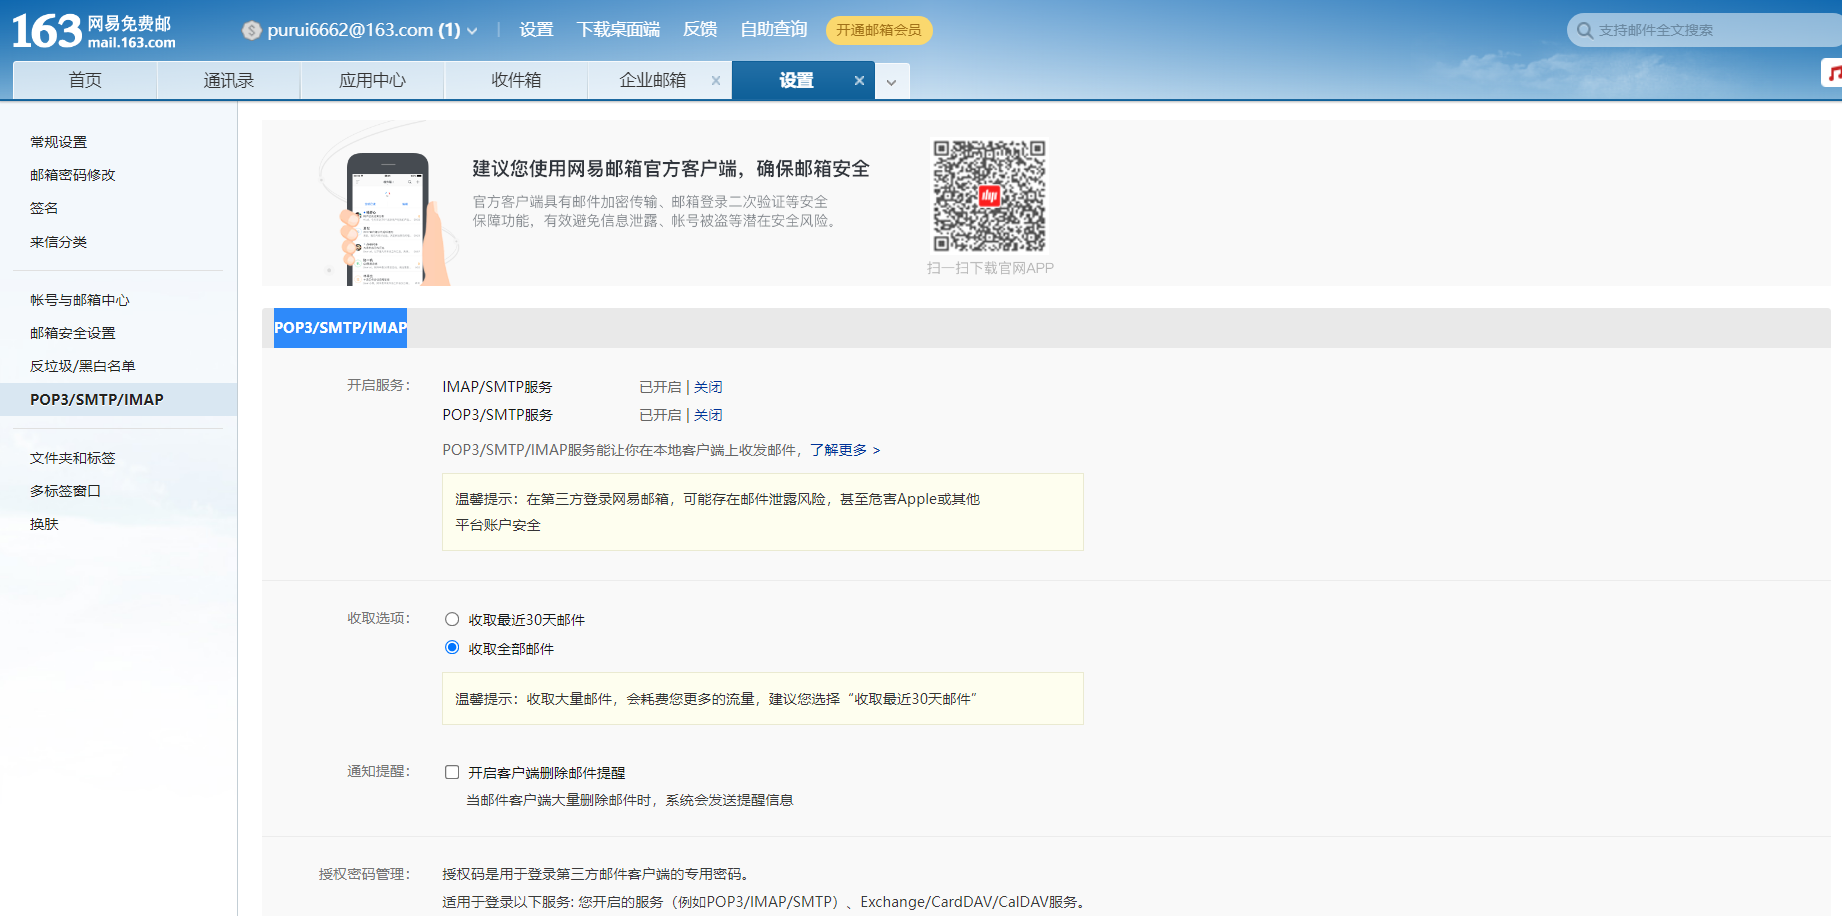 163 网易免费邮
mail.163.com
purui6662@163.com (1)
设置
下载桌面端
反馈
自助查询
开通邮箱会员
支持邮件全文搜索
首页
通讯录
应用中心
收件箱
企业邮箱
设置
常规设置
邮箱密码修改
签名
来信分类
帐号与邮箱中心
邮箱安全设置
反垃圾/黑白名单
POP3/SMTP/IMAP
文件夹和标签
多标签窗口
换肤
建议您使用网易邮箱官方客户端，确保邮箱安全
官方客户端具有邮件加密传输、邮箱登录二次验证等安全
保障功能，有效避免信息泄露、帐号被盗等潜在安全风险。
扫一扫下载官网APP
POP3/SMTP/IMAP
开启服务：
IMAP/SMTP服务 已开启 | 关闭
POP3/SMTP服务 已开启 | 关闭
POP3/SMTP/IMAP服务能让你在本地客户端上收发邮件，了解更多 >
温馨提示：在第三方登录网易邮箱，可能存在邮件泄露风险，甚至危害Apple或其他
平台账户安全
收取选项：
收取最近30天邮件
收取全部邮件
温馨提示：收取大量邮件，会耗费您更多的流量，建议您选择“收取最近30天邮件”
通知提醒：
开启客户端删除邮件提醒
当邮件客户端大量删除邮件时，系统会发送提醒信息
授权密码管理：
授权码是用于登录第三方邮件客户端的专用密码。
适用于登录以下服务: 您开启的服务（例如POP3/IMAP/SMTP）、Exchange/CardDAV/CalDAV服务。